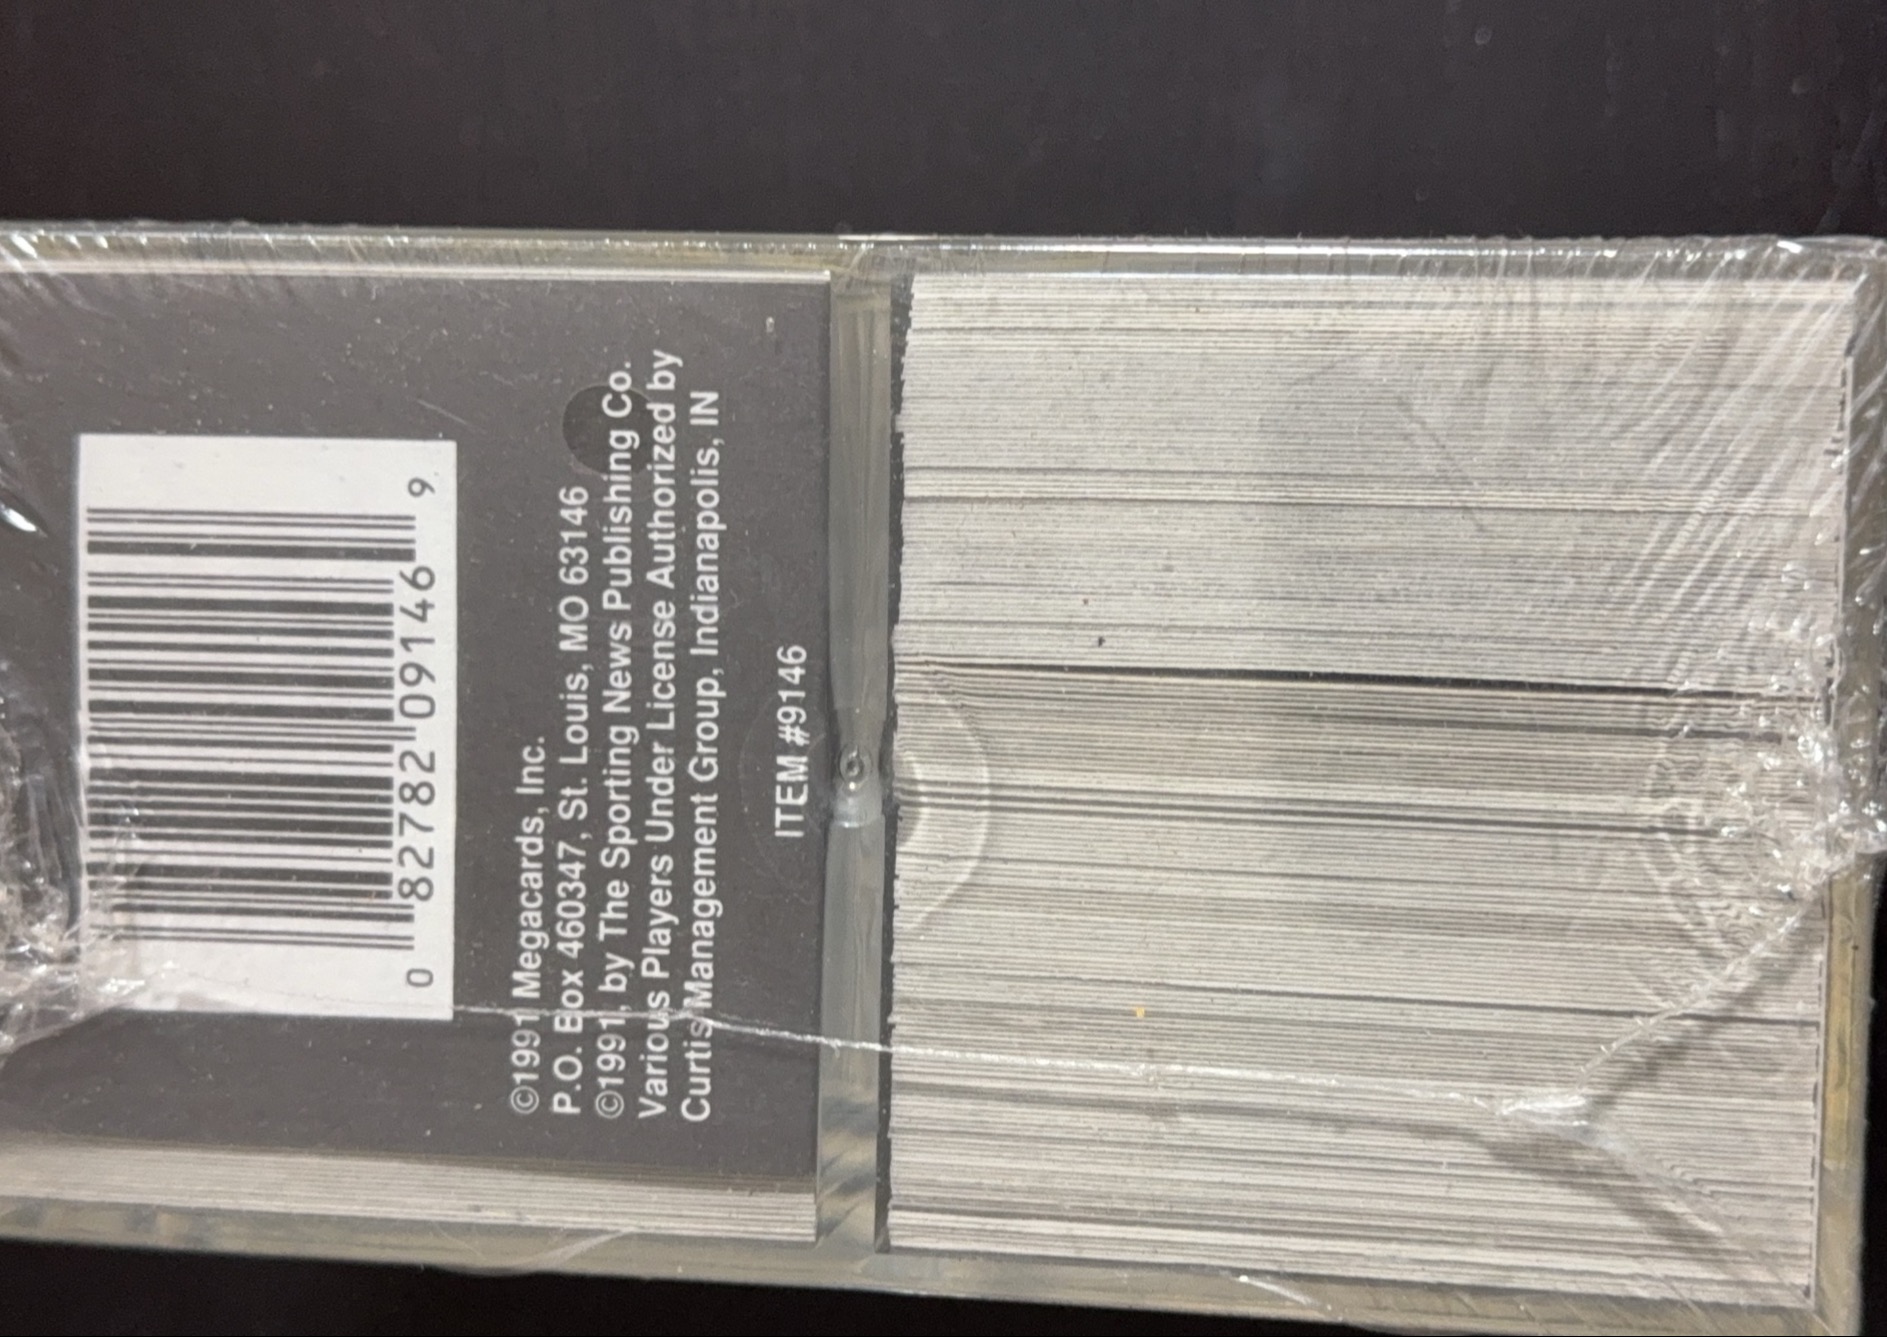 ©1991 Megacards, Inc.
P.O. Box 460347, St. Louis, MO 63146
©1991, by The Sporting News Publishing Co.
Various Players Under License Authorized by
Curtis Management Group, Indianapolis, IN
ITEM #9146
0 82782 09146 9